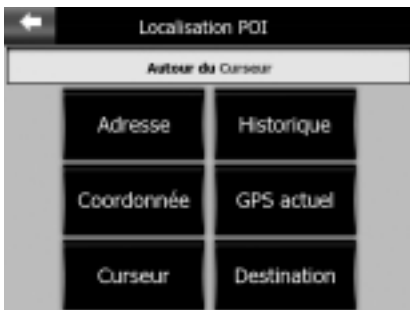 Localisation POI
Autour du Curseur
Adresse
Historique
Coordonnée
GPS actuel
Curseur
Destination